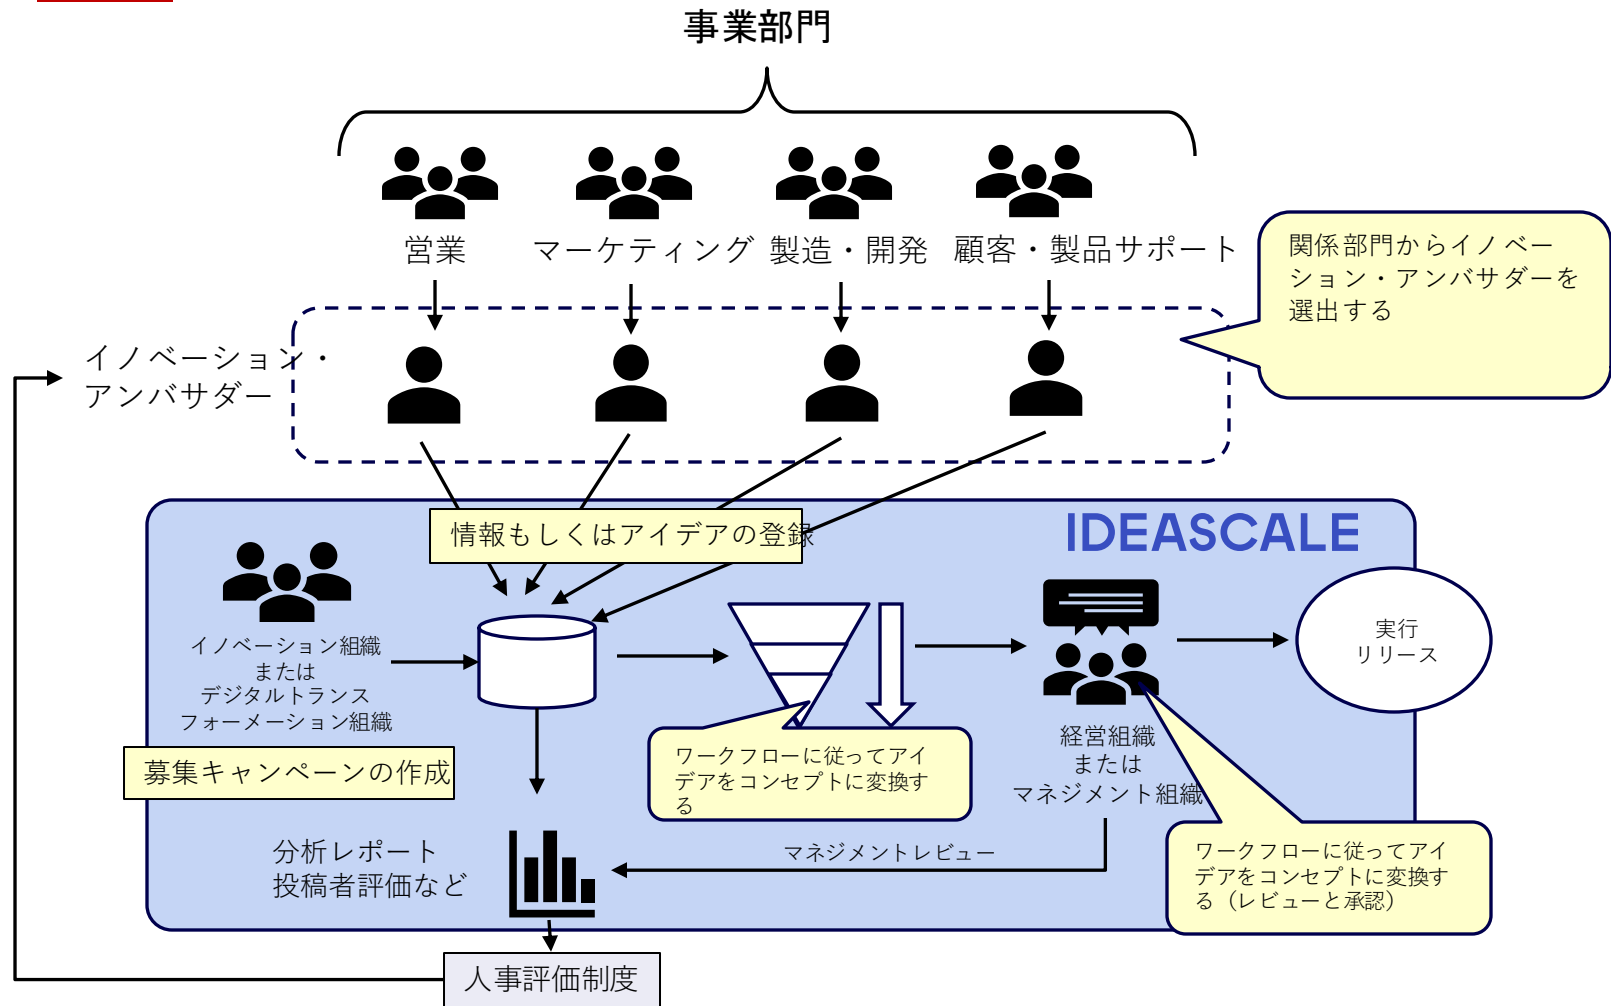 事業部門
営業
マーケティング
製造・開発
顧客・製品サポート
関係部門からイノベー
ション・アンバサダーを
選出する
イノベーション・
アンバサダー
情報もしくはアイデアの登録
IDEASCALE
イノベーション組織
または
デジタルトランス
フォーメーション組織
募集キャンペーンの作成
実行
リリース
ワークフローに従ってアイ
デアをコンセプトに変換す
る
経営組織
または
マネジメント組織
分析レポート
投稿者評価など
マネジメントレビュー
ワークフローに従ってアイ
デアをコンセプトに変換す
る（レビューと承認）
人事評価制度